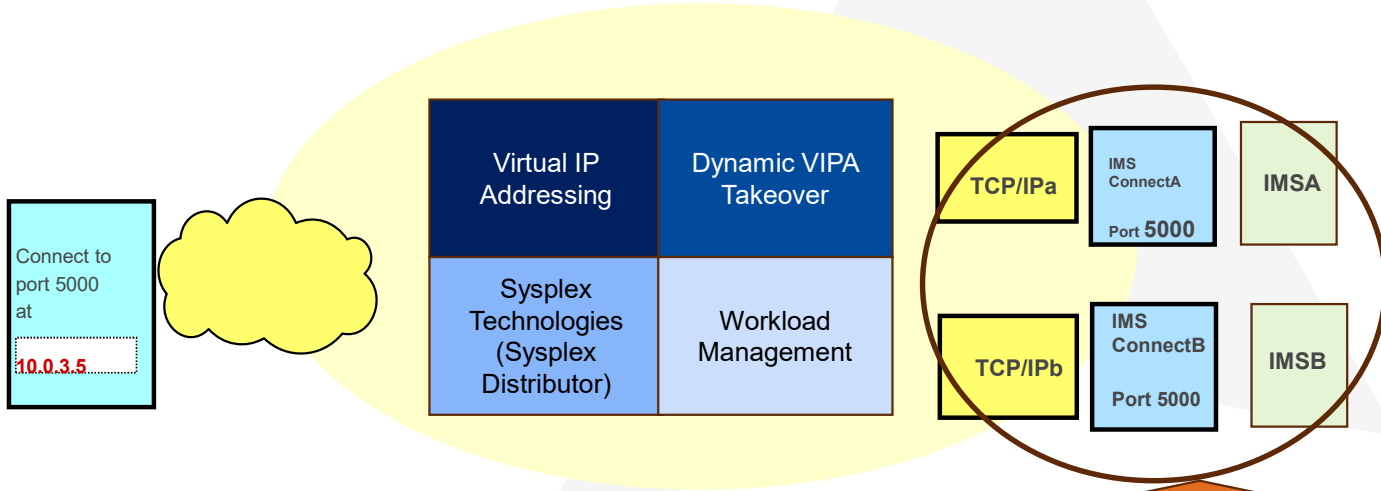 Connect to
port 5000
at
10.0.3.5
Virtual IP
Addressing
Dynamic VIPA
Takeover
Sysplex
Technologies
(Sysplex
Distributor)
Workload
Management
TCP/IPa
IMS
ConnectA
Port 5000
IMSA
TCP/IPb
IMS
ConnectB
Port 5000
IMSB